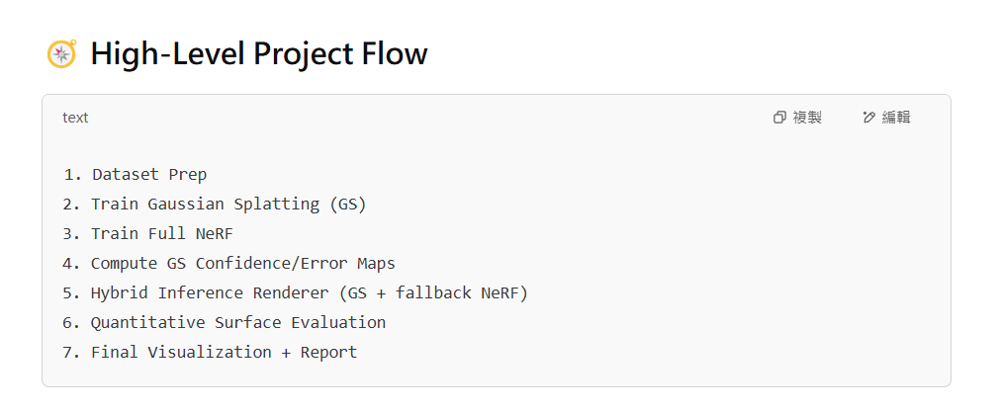 High-Level Project Flow
text
複製
編輯
1. Dataset Prep
2. Train Gaussian Splatting (GS)
3. Train Full NeRF
4. Compute GS Confidence/Error Maps
5. Hybrid Inference Renderer (GS + fallback NeRF)
6. Quantitative Surface Evaluation
7. Final Visualization + Report